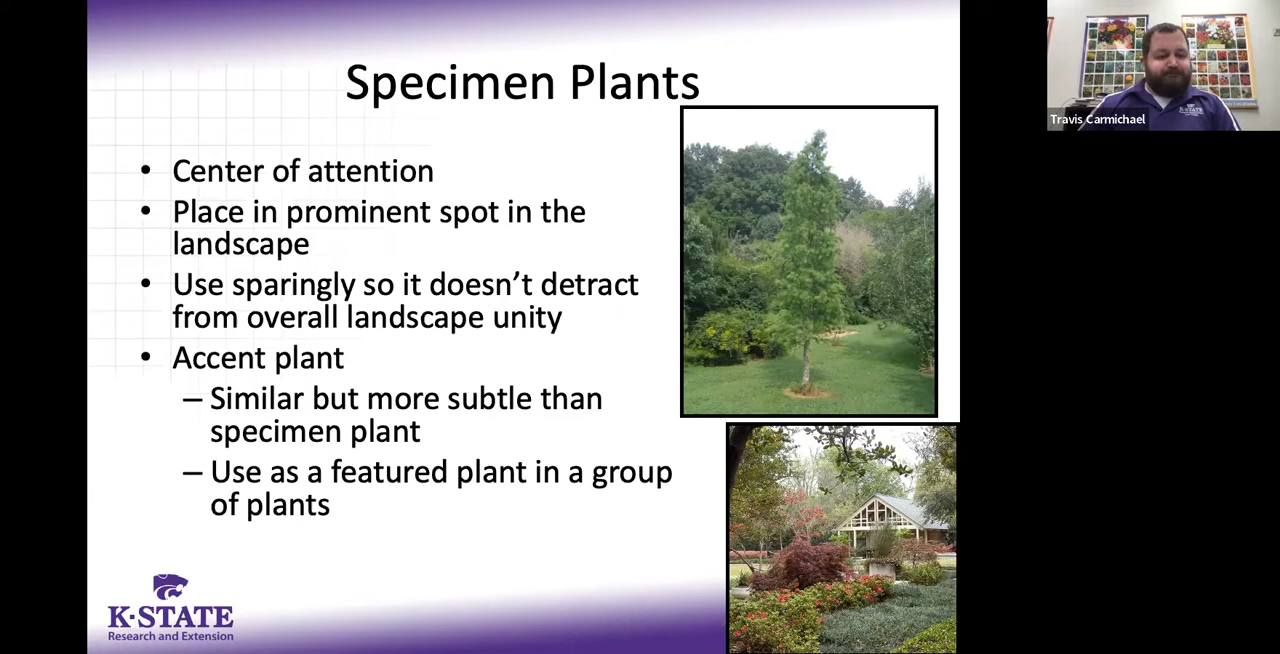 Specimen Plants
• Center of attention
• Place in prominent spot in the
landscape
• Use sparingly so it doesn’t detract
from overall landscape unity
• Accent plant
– Similar but more subtle than
specimen plant
– Use as a featured plant in a group
of plants
K-STATE
Research and Extension
K-STATE
Travis Carmichael